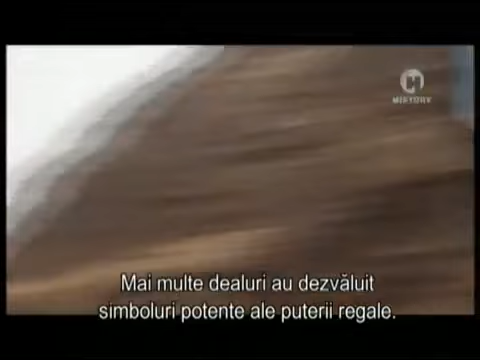 HISTORY
Mai multe dealuri au dezvăluit
simboluri potente ale puterii regale.